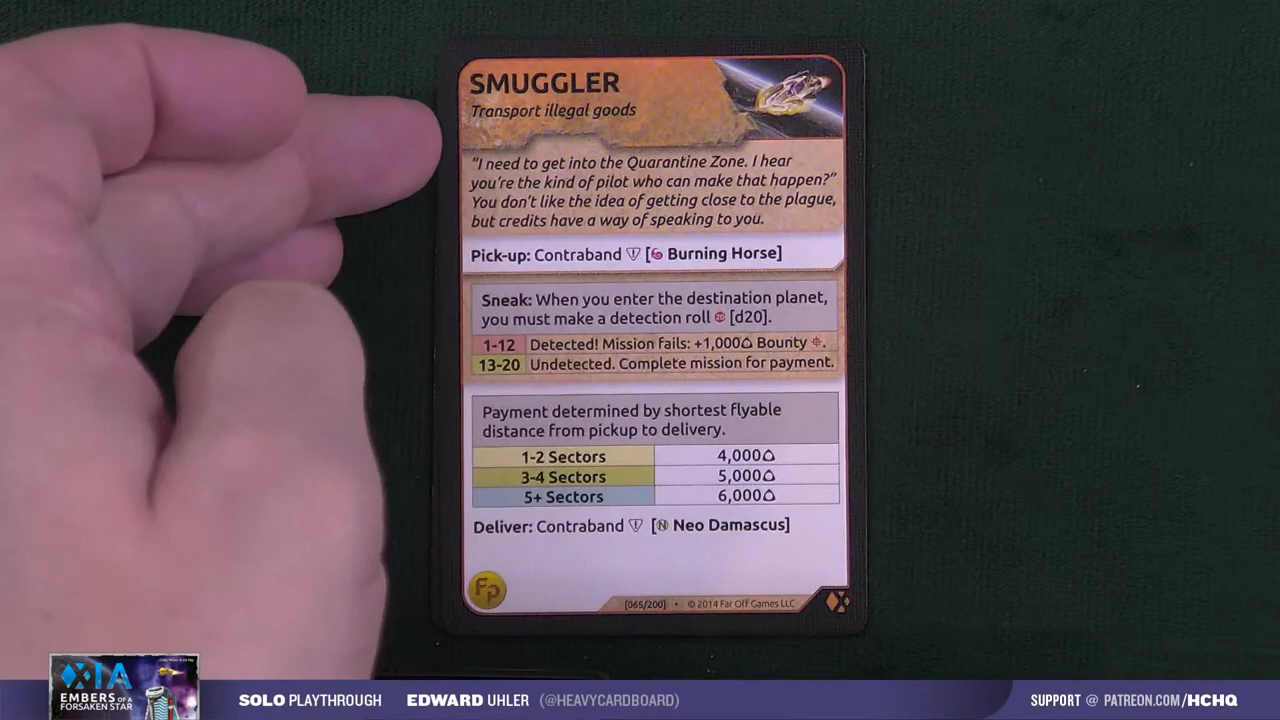 SMUGGLER
Transport illegal goods
"I need to get into the Quarantine Zone. I hear
you're the kind of pilot who can make that happen?"
You don't like the idea of getting close to the plague,
but credits have a way of speaking to you.
Pick-up: Contraband [Burning Horse]
Sneak: When you enter the destination planet,
you must make a detection roll 20 [d20].
1-12 Detected! Mission fails: +1,000 Bounty.
13-20 Undetected. Complete mission for payment.
Payment determined by shortest flyable
distance from pickup to delivery.
1-2 Sectors 4,000
3-4 Sectors 5,000
5+ Sectors 6,000
Deliver: Contraband [N Neo Damascus]
FP
[065/200] • © 2014 Far Off Games LLC
XIA
EMBERS OF A
FORSAKEN STAR
SOLO PLAYTHROUGH EDWARD UHLER (@HEAVYCARDBOARD) SUPPORT @ PATREON.COM/HCHQ